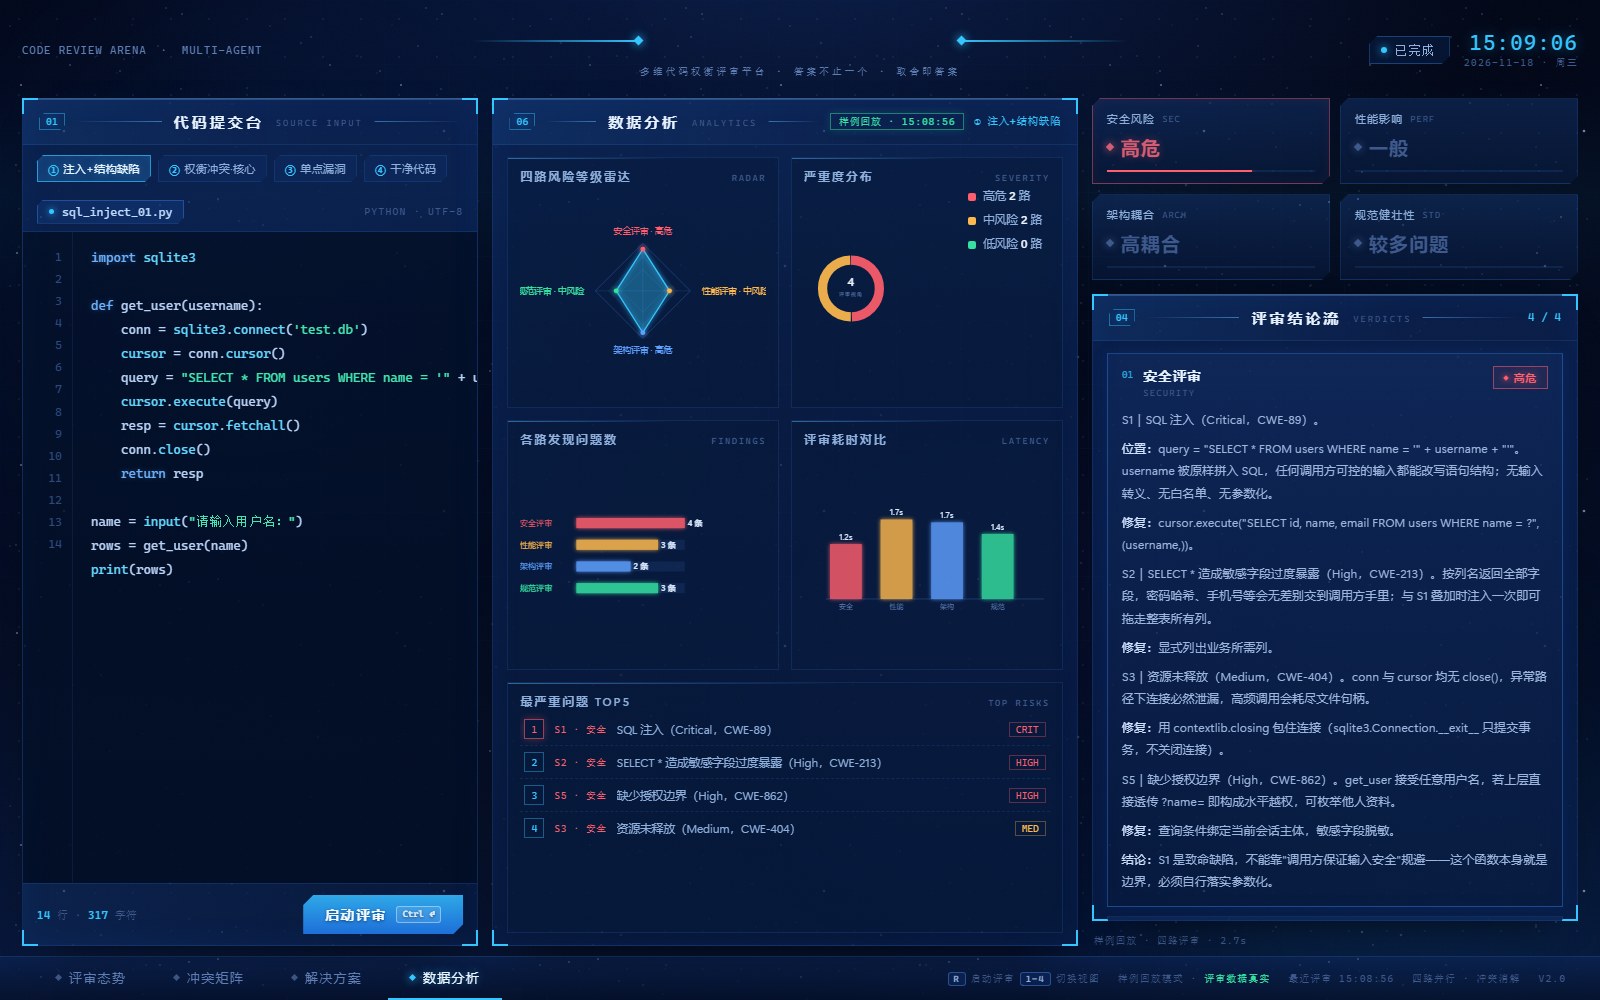 CODE REVIEW ARENA · MULTI-AGENT
多维代码权衡评审平台 · 答案不止一个 · 取舍即答案
已完成
15:09:06
2026-11-18 · 周三
01 代码提交台 SOURCE INPUT
① 注入+结构缺陷 ② 权衡冲突·核心 ③ 单点漏洞 ④ 干净代码
sql_inject_01.py PYTHON · UTF-8
1 import sqlite3
2
3 def get_user(username):
4 conn = sqlite3.connect('test.db')
5 cursor = conn.cursor()
6 query = "SELECT * FROM users WHERE name = '" + u
7 cursor.execute(query)
8 resp = cursor.fetchall()
9 conn.close()
10 return resp
11
12 name = input("请输入用户名: ")
13 rows = get_user(name)
14 print(rows)
14 行 · 317 字符
启动评审 Ctrl ⏎
06 数据分析 ANALYTICS
样例回放 · 15:08:56 ① 注入+结构缺陷
四路风险等级雷达 RADAR
安全评审 · 高危
规范评审 · 中风险
性能评审 · 中风险
架构评审 · 高危
严重度分布 SEVERITY
高危 2 路
中风险 2 路
低风险 0 路
4
各路发现问题数 FINDINGS
安全评审 4 条
性能评审 3 条
架构评审 2 条
规范评审 3 条
评审耗时对比 LATENCY
1.2s 1.7s 1.7s 1.4s
安全 性能 架构 规范
最严重问题 TOP5 TOP RISKS
1 S1 · 安全 SQL 注入（Critical，CWE-89） CRIT
2 S2 · 安全 SELECT * 造成敏感字段过度暴露（High，CWE-213） HIGH
3 S5 · 安全 缺少授权边界（High，CWE-862） HIGH
4 S3 · 安全 资源未释放（Medium，CWE-404） MED
安全风险 SEC
高危
性能影响 PERF
一般
架构耦合 ARCH
高耦合
规范健壮性 STD
较多问题
04 评审结论流 VERDICTS 4 / 4
01 安全评审 高危
SECURITY
S1 | SQL 注入（Critical，CWE-89）。
位置：query = "SELECT * FROM users WHERE name = '" + username + "'"。
username 被原样拼入 SQL，任何调用方可控的输入都能改写语句结构；无输入
转义、无白名单、无参数化。
修复：cursor.execute("SELECT id, name, email FROM users WHERE name = ?",
(username,))。
S2 | SELECT * 造成敏感字段过度暴露（High，CWE-213）。按列名返回全部字
段，密码哈希、手机号等会无差别交到调用方手里；与 S1 叠加时注入一次即可
拖走整表所有列。
修复：显式列出业务所需列。
S3 | 资源未释放（Medium，CWE-404）。conn 与 cursor 均无 close()，异常路
径下连接必然泄漏，高频调用会耗尽文件句柄。
修复：用 contextlib.closing 包住连接（sqlite3.Connection.__exit__ 只提交事
务，不关闭连接）。
S5 | 缺少授权边界（High，CWE-862）。get_user 接受任意用户名，若上层直
接透传 ?name= 即构成水平越权，可枚举他人资料。
修复：查询条件绑定当前会话主体，敏感字段脱敏。
结论：S1 是致命缺陷，不能靠"调用方保证输入安全"规避——这个函数本身就是
边界，必须自行落实参数化。
样例回放 · 四路评审 · 2.7s
评审态势 冲突矩阵 解决方案 数据分析
R 启动评审 1-4 切换视图 样例回放模式 · 评审数据真实 最近评审 15:08:56 四路并行 · 冲突消解 V2.0